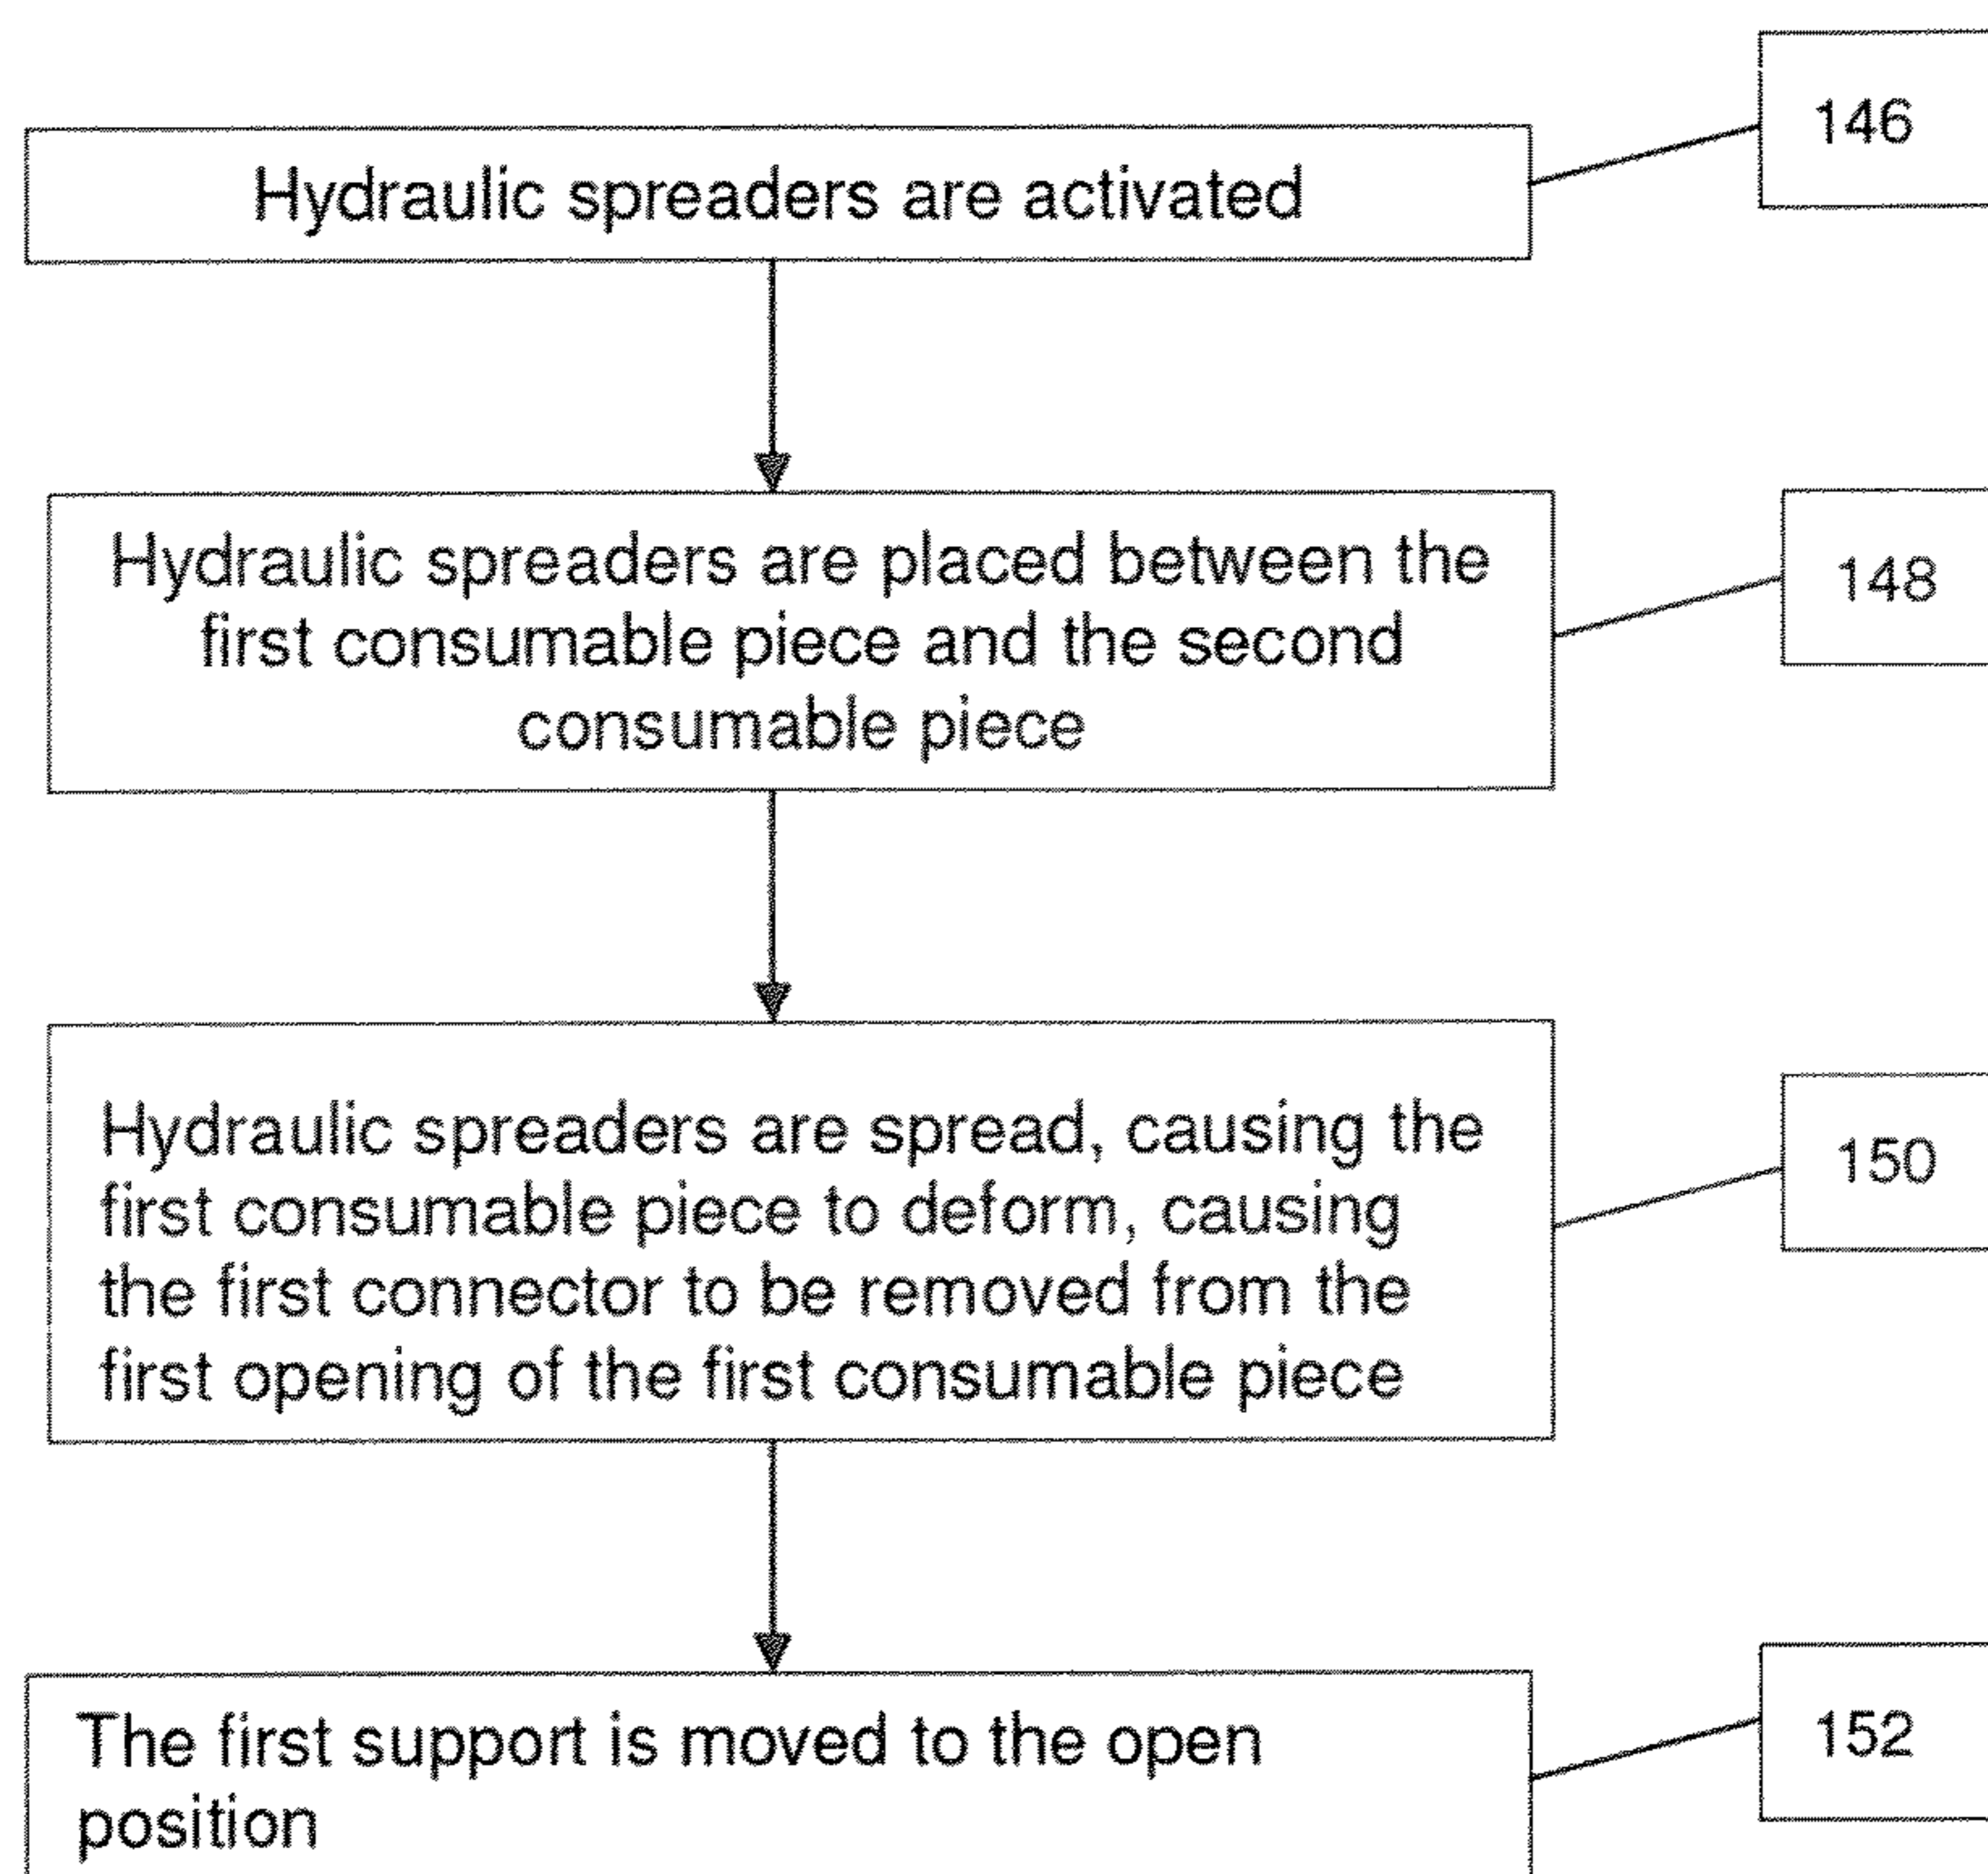 146
Hydraulic spreaders are activated
Hydraulic spreaders are placed between the
first consumable piece and the second
consumable piece
148
Hydraulic spreaders are spread, causing the
first consumable piece to deform, causing
the first connector to be removed from the
first opening of the first consumable piece
150
The first support is moved to the open
position
152